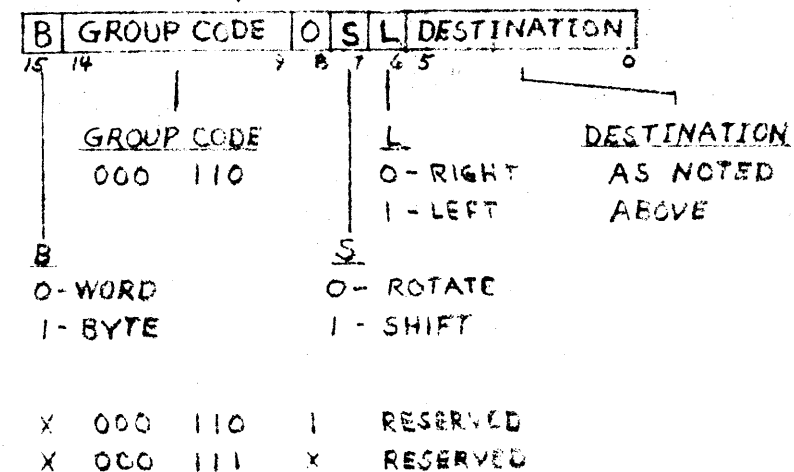 B GROUP CODE 0 S L DESTINATION
15 14 9 8 7 6 5 0
GROUP CODE L DESTINATION
000 110 0-RIGHT AS NOTED
1-LEFT ABOVE
B S
0-WORD 0- ROTATE
1-BYTE 1 - SHIFT
X 000 110 1 RESERVED
X 000 111 X RESERVED